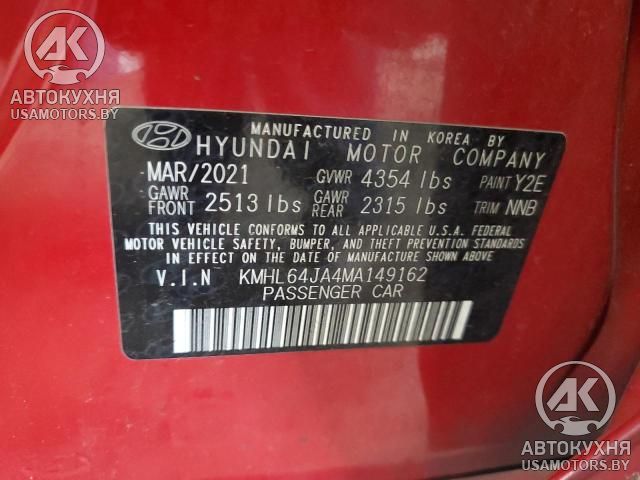 АК
АВТОКУХНЯ
USAMOTORS.BY
MANUFACTURED IN KOREA BY
HYUNDAI MOTOR COMPANY
MAR/2021 GVWR 4354 lbs PAINT Y2E
GAWR FRONT 2513 lbs GAWR REAR 2315 lbs TRIM NNB
THIS VEHICLE CONFORMS TO ALL APPLICABLE U.S.A. FEDERAL
MOTOR VEHICLE SAFETY, BUMPER, AND THEFT PREVENTION STANDARDS
IN EFFECT ON THE DATE OF MANUFACTURE SHOWN ABOVE.
V.I.N KMHL64JA4MA149162
PASSENGER CAR
АК
АВТОКУХНЯ
USAMOTORS.BY